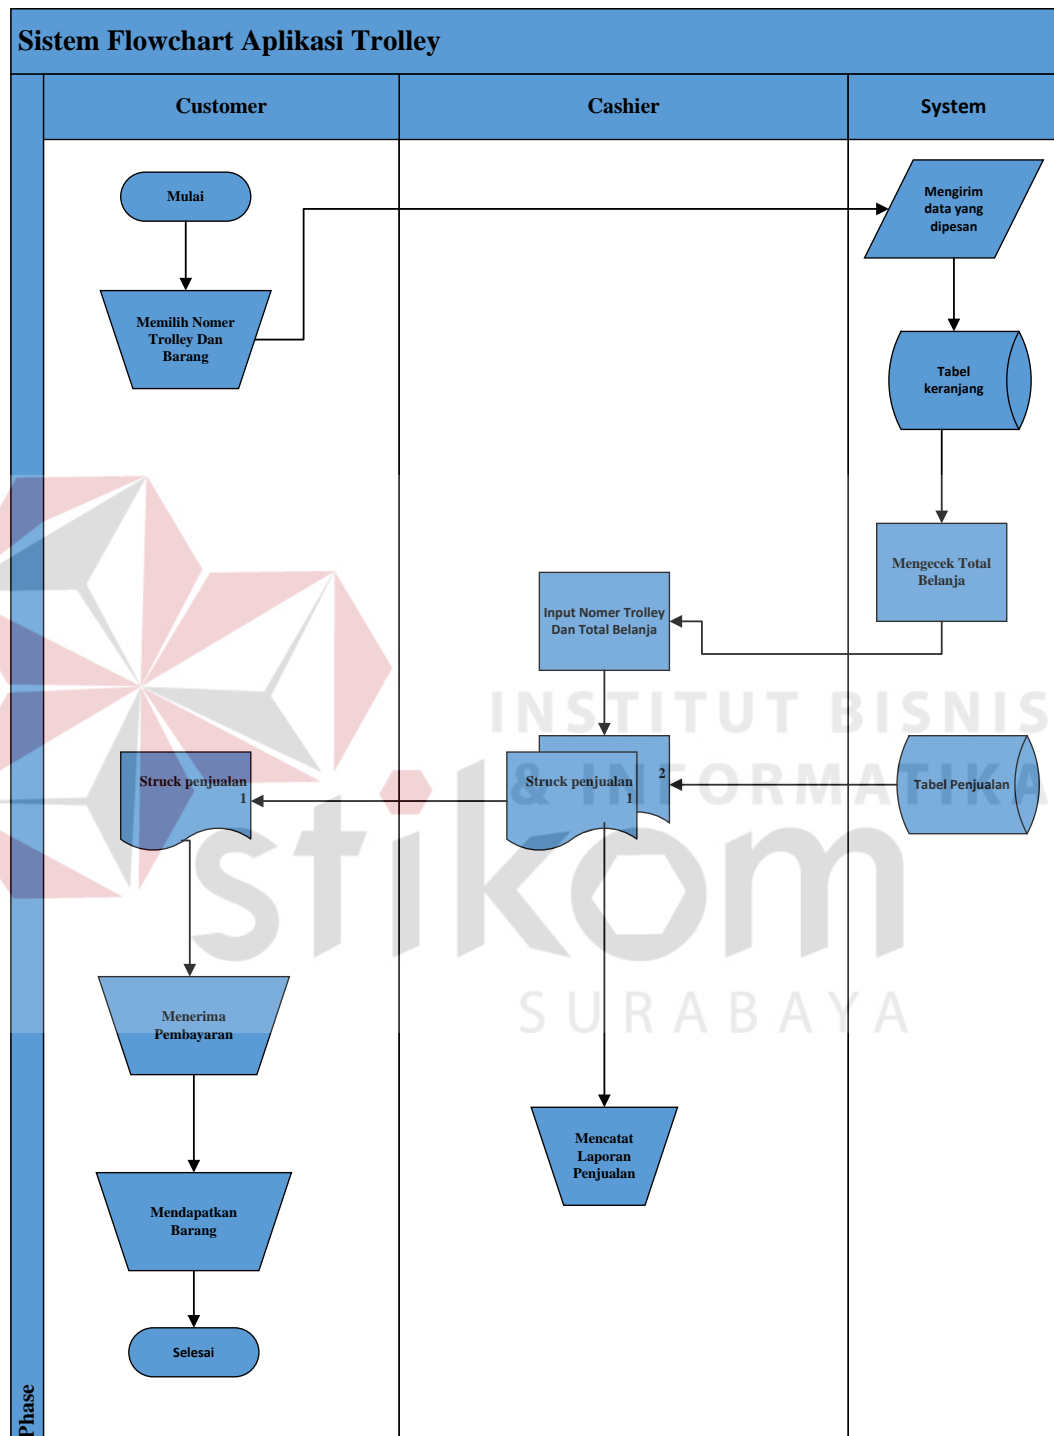 Sistem Flowchart Aplikasi Trolley
Customer
Cashier
System
Mulai
Mengirim
data yang
dipesan
Memilih Nomer
Trolley Dan
Barang
Tabel
keranjang
Mengecek Total
Belanja
Input Nomer Trolley
Dan Total Belanja
INSTITUT BISNIS
& INFORMATIKA
stikom
SURABAYA
Struck penjualan
1
Struck penjualan
1
2
Tabel Penjualan
Menerima
Pembayaran
Mencatat
Laporan
Penjualan
Mendapatkan
Barang
Selesai
Phase